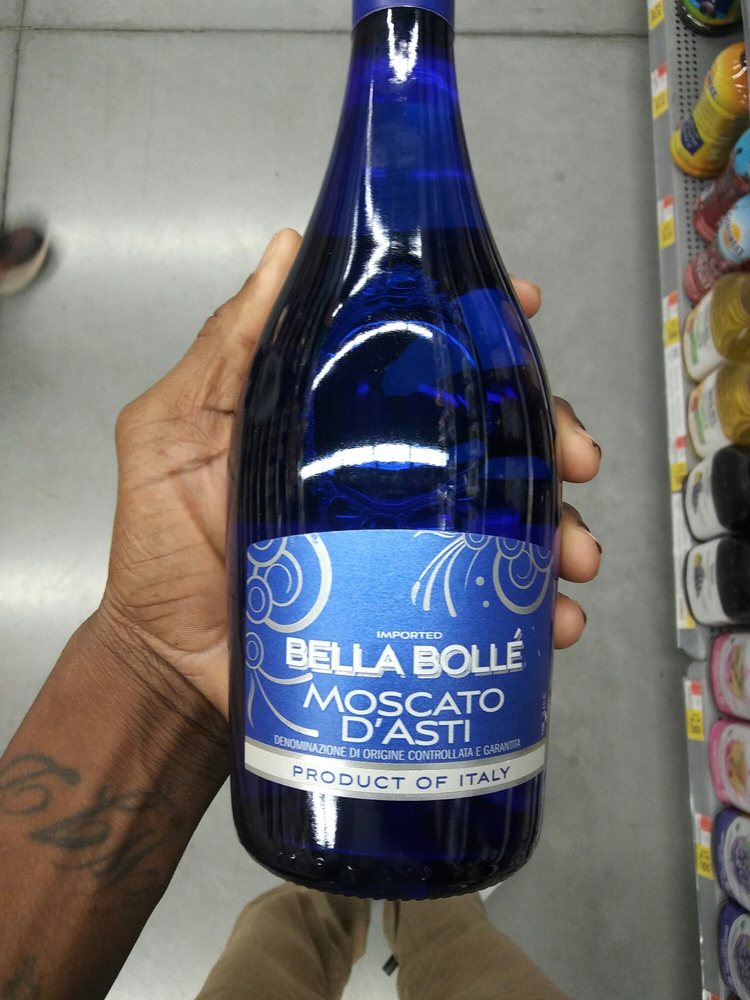 IMPORTED
BELLA BOLLÉ
MOSCATO
D'ASTI
DENOMINAZIONE DI ORIGINE CONTROLLATA E GARANTITA
PRODUCT OF ITALY